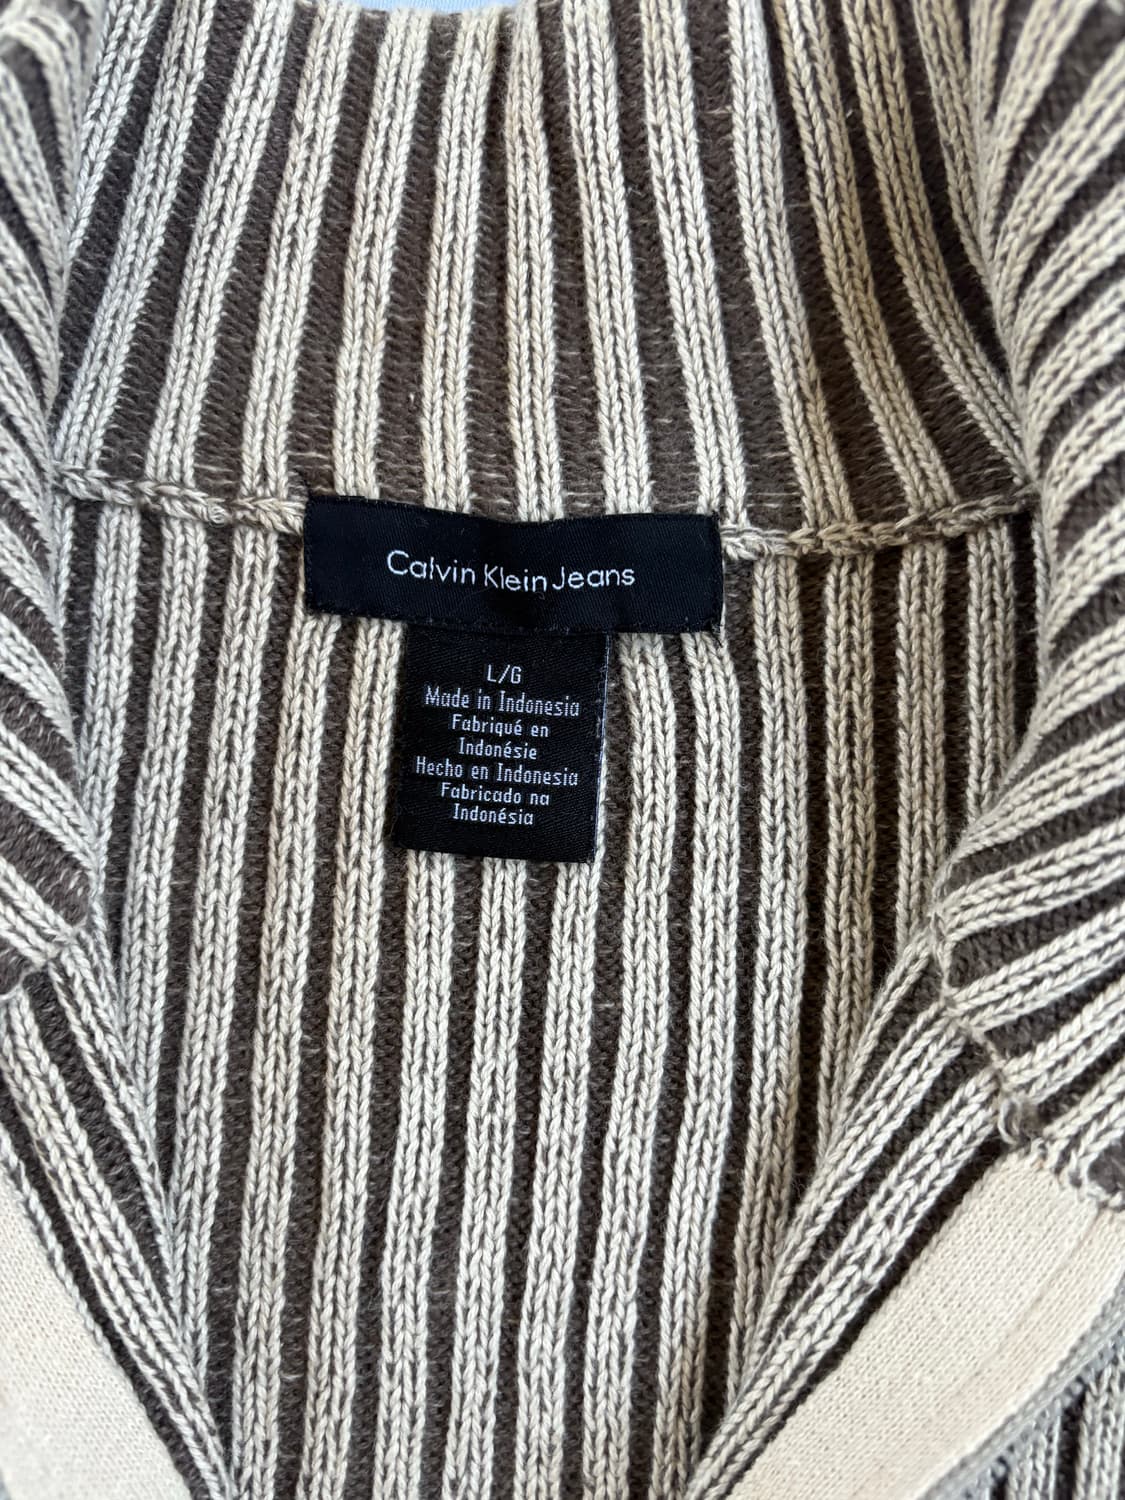 Calvin Klein Jeans
L/G
Made in Indonesia
Fabriqué en
Indonésie
Hecho en Indonesia
Fabricado na
Indonésia